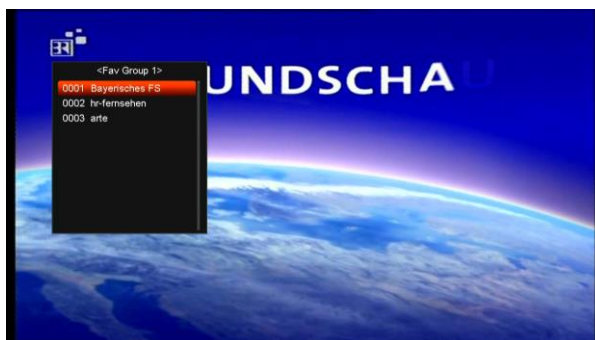 BR
<Fav Group 1>
UNDSCHAU
0001 Bayerisches FS
0002 hr-fernsehen
0003 arte